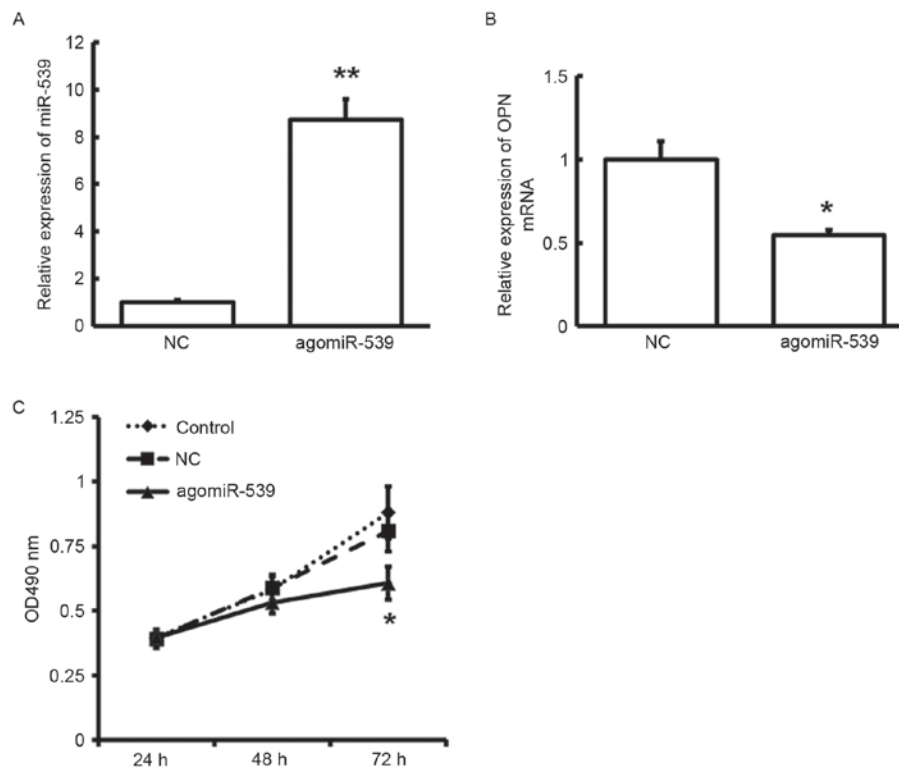 A
Relative expression of miR-539
12
10
8
6
4
2
0
**
NC
agomiR-539
B
Relative expression of OPN
mRNA
1.5
1
0.5
0
*
NC
agomiR-539
C
OD490 nm
1.25
1
0.75
0.5
0.25
0
Control
NC
agomiR-539
*
24 h
48 h
72 h